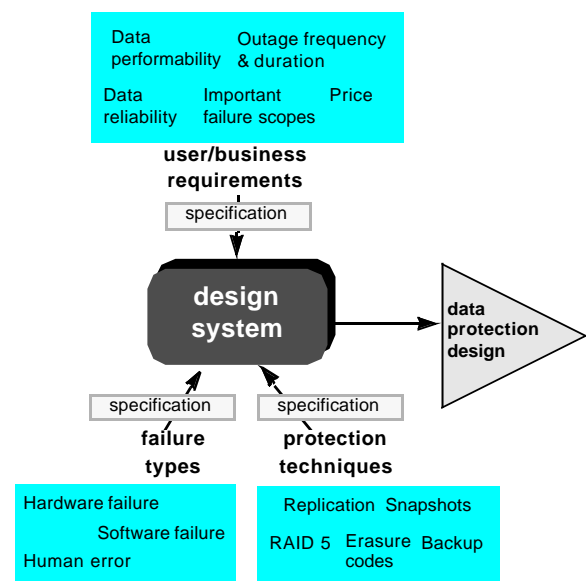 Data performability
Outage frequency & duration
Data reliability
Important failure scopes
Price
user/business
requirements
specification
design
system
data
protection
design
specification
specification
failure
types
protection
techniques
Hardware failure
Software failure
Human error
Replication Snapshots
RAID 5 Erasure codes Backup